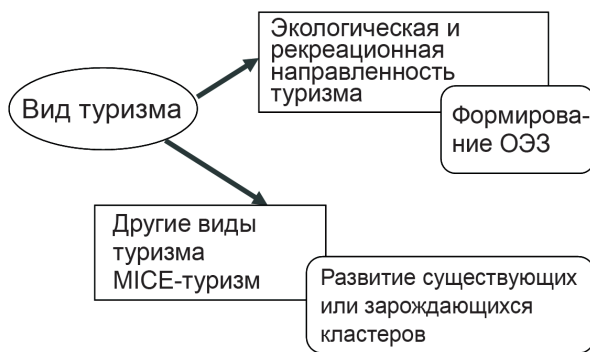 Экологическая и
рекреационная
направленность
туризма
Вид туризма
Формирова-
ние ОЭЗ
Другие виды
туризма
MICE-туризм
Развитие существующих
или зарождающихся
кластеров